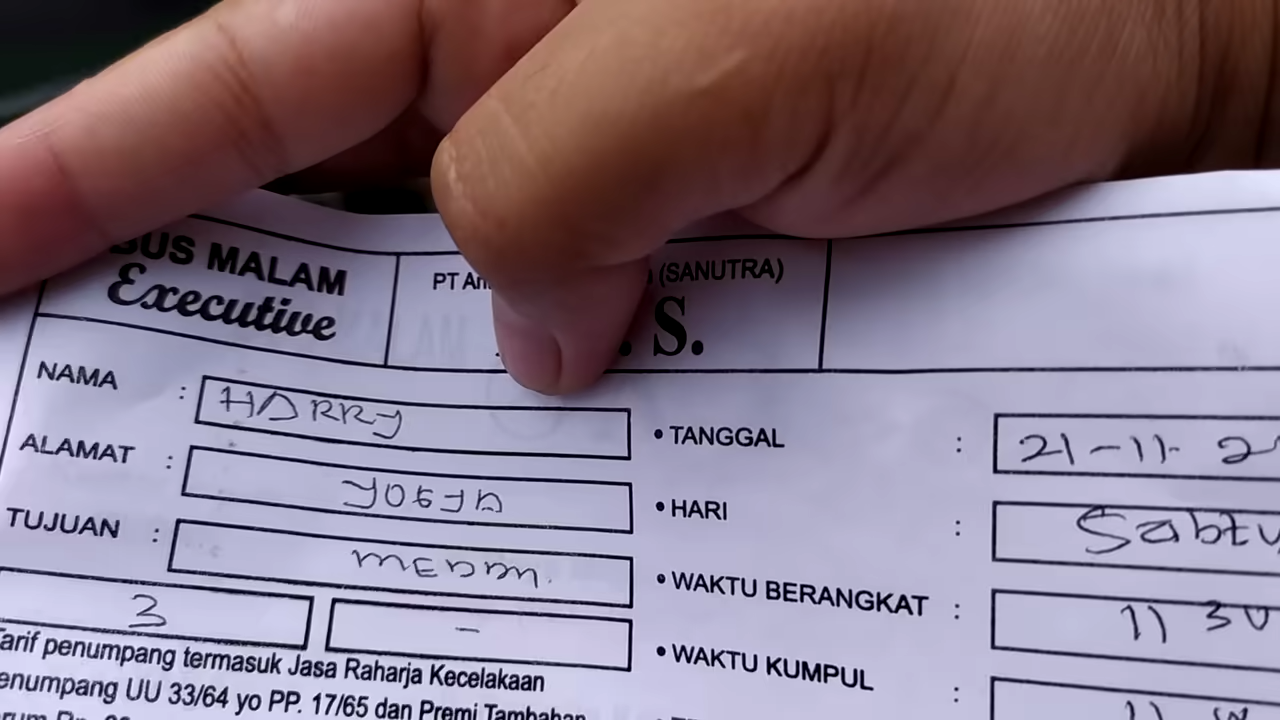 BUS MALAM
Executive
PT An (SANUTRA)
. S.
NAMA : HARRY
ALAMAT :
TUJUAN : MEDAN
3 -
Tarif penumpang termasuk Jasa Raharja Kecelakaan
Penumpang UU 33/64 yo PP. 17/65 dan Premi Tambahan
• TANGGAL : 21-11-2
• HARI : Sabtu
• WAKTU BERANGKAT : 11 30
• WAKTU KUMPUL :